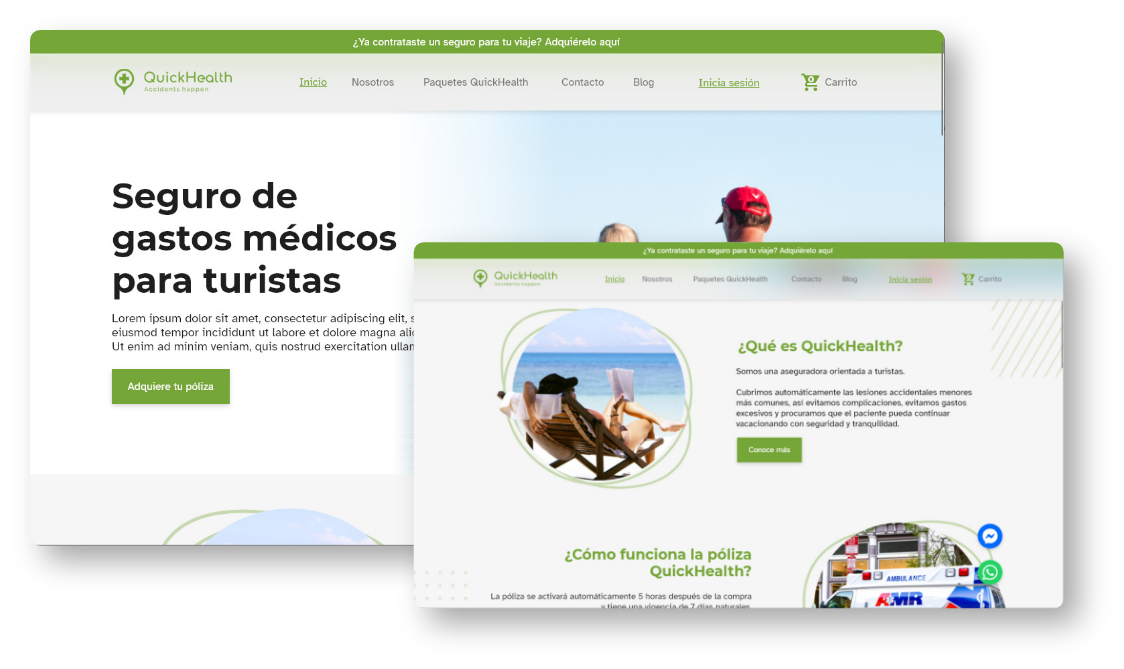 ¿Ya contrataste un seguro para tu viaje? Adquiérelo aquí
QuickHealth
Accidents happen
Inicio Nosotros Paquetes QuickHealth Contacto Blog Inicia sesión 0 Carrito
Seguro de
gastos médicos
para turistas
Lorem ipsum dolor sit amet, consectetur adipiscing elit,
eiusmod tempor incididunt ut labore et dolore magna
Ut enim ad minim veniam, quis nostrud exercitation
Adquiere tu póliza
¿Ya contrataste un seguro para tu viaje? Adquiérelo aquí
QuickHealth
Accidents happen
Inicio Nosotros Paquetes QuickHealth Contacto Blog Inicia sesión Carrito
¿Qué es QuickHealth?
Somos una aseguradora orientada a turistas.
Cubrimos automáticamente las lesiones accidentales menores
más comunes, así evitamos complicaciones, evitamos gastos
excesivos y procuramos que el paciente pueda continuar
vacacionando con seguridad y tranquilidad.
Conoce más
¿Cómo funciona la póliza
QuickHealth?
La póliza se activará automáticamente 5 horas después de la compra
y tiene una vigencia de 7 días naturales
AMBULANCE
AMR